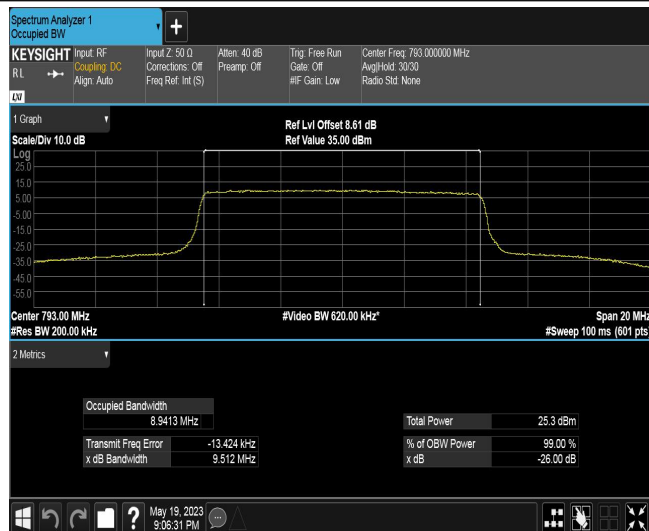 Spectrum Analyzer 1
Occupied BW
KEYSIGHT
RL
LXI
Input: RF
Coupling: DC
Align: Auto
Input Z: 50 Ω
Corrections: Off
Freq Ref: Int (S)
Atten: 40 dB
Preamp: Off
Trig: Free Run
Gate: Off
#IF Gain: Low
Center Freq: 793.000000 MHz
Avg|Hold: 30/30
Radio Std: None
1 Graph
Scale/Div 10.0 dB
Ref Lvl Offset 8.61 dB
Ref Value 35.00 dBm
Log
25.0
15.0
5.00
-5.00
-15.0
-25.0
-35.0
-45.0
-55.0
Center 793.00 MHz
#Res BW 200.00 kHz
#Video BW 620.00 kHz*
Span 20 MHz
#Sweep 100 ms (601 pts)
2 Metrics
Occupied Bandwidth
8.9413 MHz
Transmit Freq Error -13.424 kHz
x dB Bandwidth 9.512 MHz
Total Power 25.3 dBm
% of OBW Power 99.00 %
x dB -26.00 dB
?
May 19, 2023
9:06:31 PM